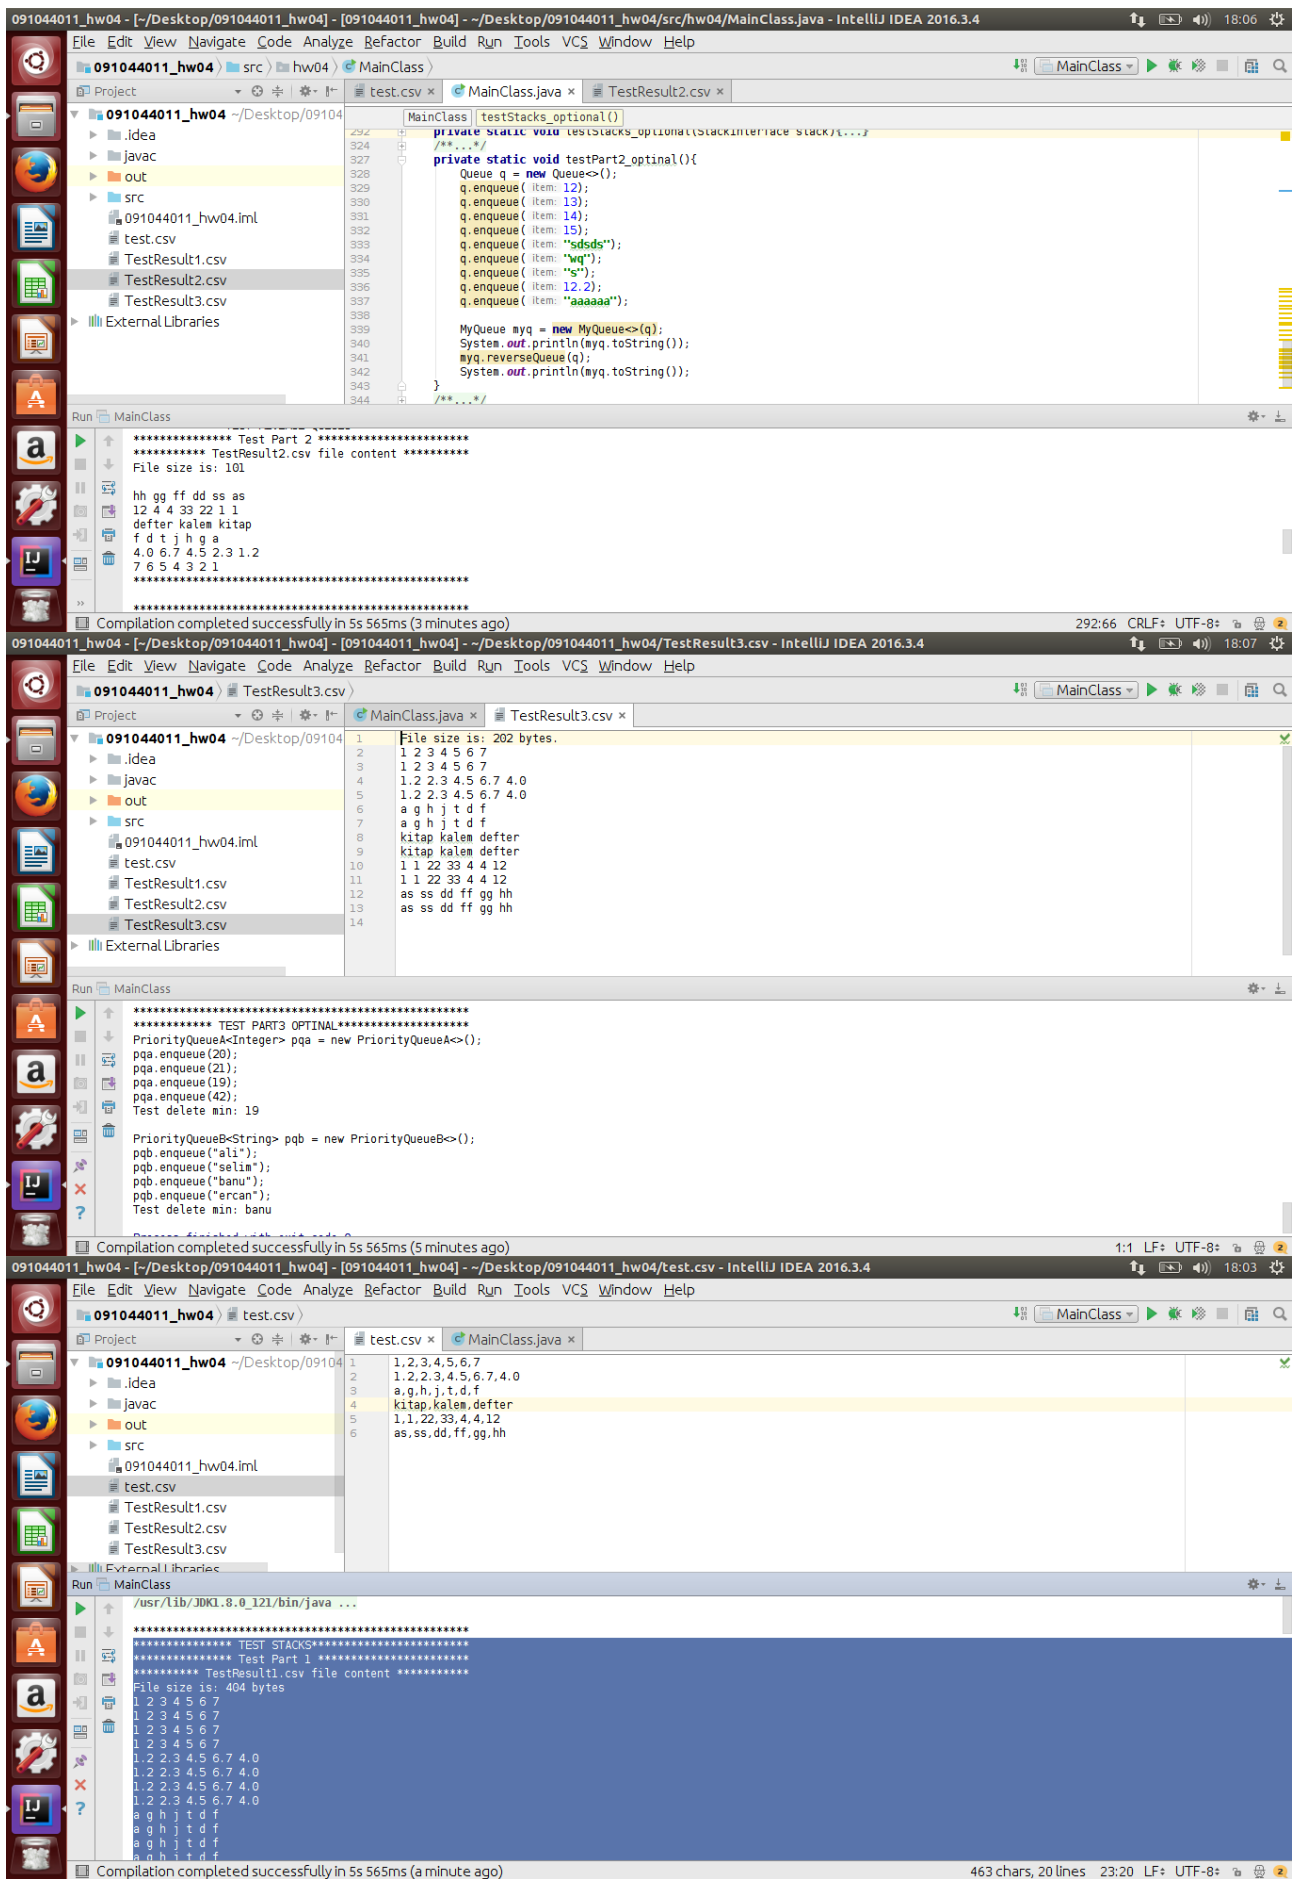 091044011_hw04 - [~/Desktop/091044011_hw04] - [091044011_hw04] - ~/Desktop/091044011_hw04/src/hw04/MainClass.java - IntelliJ IDEA 2016.3.4 18:06
File Edit View Navigate Code Analyze Refactor Build Run Tools VCS Window Help
091044011_hw04 src hw04 MainClass MainClass
Project test.csv × MainClass.java × TestResult2.csv ×
091044011_hw04 ~/Desktop/09104
.idea
javac
out
src
091044011_hw04.iml
test.csv
TestResult1.csv
TestResult2.csv
TestResult3.csv
External Libraries
MainClass testStacks_optional()
292 private static void testStacks_optional(StackInterface stack){...}
324 /**...*/
327 private static void testPart2_optinal(){
328 Queue q = new Queue<>();
329 q.enqueue( item: 12);
330 q.enqueue( item: 13);
331 q.enqueue( item: 14);
332 q.enqueue( item: 15);
333 q.enqueue( item: "sdsds");
334 q.enqueue( item: "wq");
335 q.enqueue( item: "s");
336 q.enqueue( item: 12.2);
337 q.enqueue( item: "aaaaaa");
338
339 MyQueue myq = new MyQueue<>(q);
340 System.out.println(myq.toString());
341 myq.reverseQueue(q);
342 System.out.println(myq.toString());
343 }
344 /**...*/
Run MainClass
*************** Test Part 2 ***********************
*********** TestResult2.csv file content **********
File size is: 101
hh gg ff dd ss as
12 4 4 33 22 1 1
defter kalem kitap
f d t j h g a
4.0 6.7 4.5 2.3 1.2
7 6 5 4 3 2 1
***************************************************
***************************************************
Compilation completed successfully in 5s 565ms (3 minutes ago) 292:66 CRLF UTF-8 2
091044011_hw04 - [~/Desktop/091044011_hw04] - [091044011_hw04] - ~/Desktop/091044011_hw04/TestResult3.csv - IntelliJ IDEA 2016.3.4 18:07
File Edit View Navigate Code Analyze Refactor Build Run Tools VCS Window Help
091044011_hw04 TestResult3.csv MainClass
Project MainClass.java × TestResult3.csv ×
091044011_hw04 ~/Desktop/09104
.idea
javac
out
src
091044011_hw04.iml
test.csv
TestResult1.csv
TestResult2.csv
TestResult3.csv
External Libraries
1 File size is: 202 bytes.
2 1 2 3 4 5 6 7
3 1 2 3 4 5 6 7
4 1.2 2.3 4.5 6.7 4.0
5 1.2 2.3 4.5 6.7 4.0
6 a g h j t d f
7 a g h j t d f
8 kitap kalem defter
9 kitap kalem defter
10 1 1 22 33 4 4 12
11 1 1 22 33 4 4 12
12 as ss dd ff gg hh
13 as ss dd ff gg hh
14
Run MainClass
***************************************************
************ TEST PART3 OPTINAL********************
PriorityQueueA<Integer> pqa = new PriorityQueueA<>();
pqa.enqueue(20);
pqa.enqueue(21);
pqa.enqueue(19);
pqa.enqueue(42);
Test delete min: 19
PriorityQueueB<String> pqb = new PriorityQueueB<>();
pqb.enqueue("ali");
pqb.enqueue("selim");
pqb.enqueue("banu");
pqb.enqueue("ercan");
Test delete min: banu
Process finished with exit code 0
Compilation completed successfully in 5s 565ms (5 minutes ago) 1:1 LF UTF-8 2
091044011_hw04 - [~/Desktop/091044011_hw04] - [091044011_hw04] - ~/Desktop/091044011_hw04/test.csv - IntelliJ IDEA 2016.3.4 18:03
File Edit View Navigate Code Analyze Refactor Build Run Tools VCS Window Help
091044011_hw04 test.csv MainClass
Project test.csv × MainClass.java ×
091044011_hw04 ~/Desktop/09104
.idea
javac
out
src
091044011_hw04.iml
test.csv
TestResult1.csv
TestResult2.csv
TestResult3.csv
External Libraries
1 1,2,3,4,5,6,7
2 1.2,2.3,4.5,6.7,4.0
3 a,g,h,j,t,d,f
4 kitap,kalem,defter
5 1,1,22,33,4,4,12
6 as,ss,dd,ff,gg,hh
Run MainClass
/usr/lib/JDK1.8.0_121/bin/java ...
***************************************************
*************** TEST STACKS************************
*************** Test Part 1 ***********************
********** TestResult1.csv file content ***********
File size is: 404 bytes
1 2 3 4 5 6 7
1 2 3 4 5 6 7
1 2 3 4 5 6 7
1 2 3 4 5 6 7
1.2 2.3 4.5 6.7 4.0
1.2 2.3 4.5 6.7 4.0
1.2 2.3 4.5 6.7 4.0
1.2 2.3 4.5 6.7 4.0
a g h j t d f
a g h j t d f
a g h j t d f
a g h j t d f
Compilation completed successfully in 5s 565ms (a minute ago) 463 chars, 20 lines 23:20 LF UTF-8 2